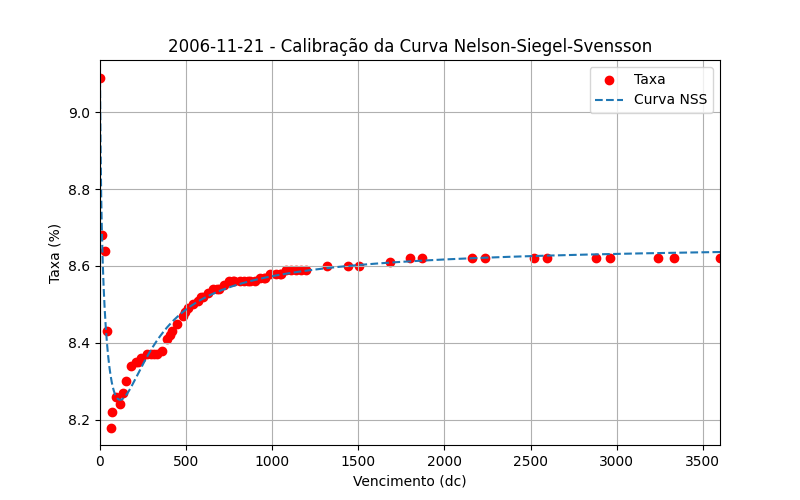 2006-11-21 - Calibração da Curva Nelson-Siegel-Svensson
Taxa
Curva NSS
9.0
8.8
8.6
8.4
8.2
Taxa (%)
0
500
1000
1500
2000
2500
3000
3500
Vencimento (dc)